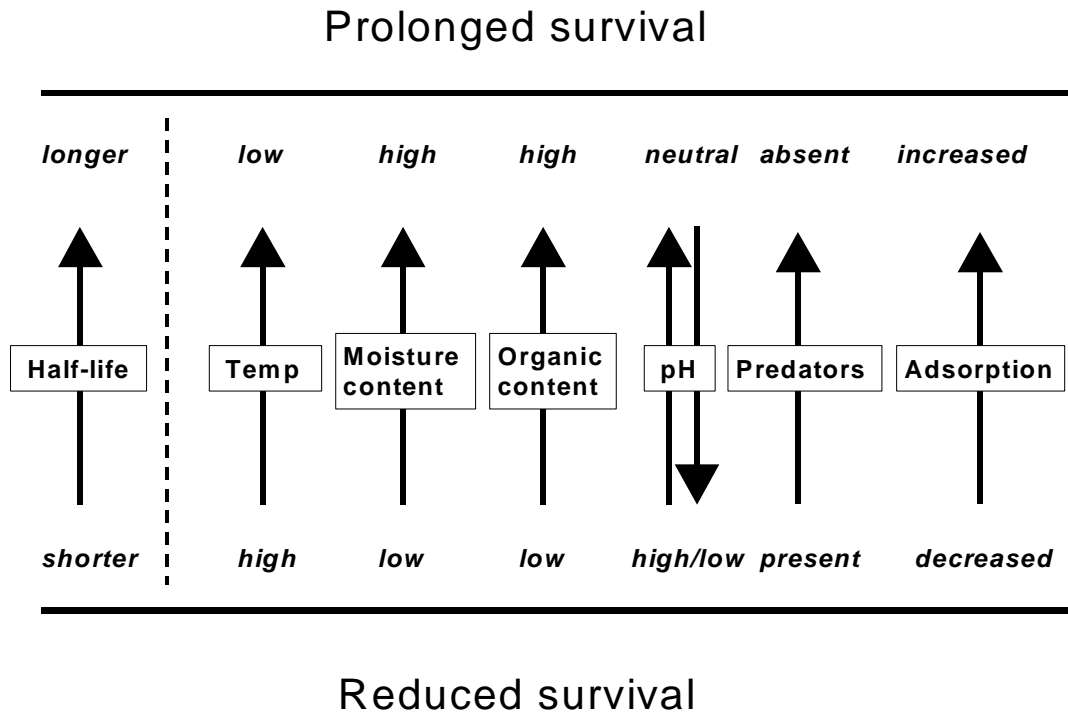 Prolonged survival
longer low high high neutral absent increased
Half-life Temp Moisture content Organic content pH Predators Adsorption
shorter high low low high/low present decreased
Reduced survival